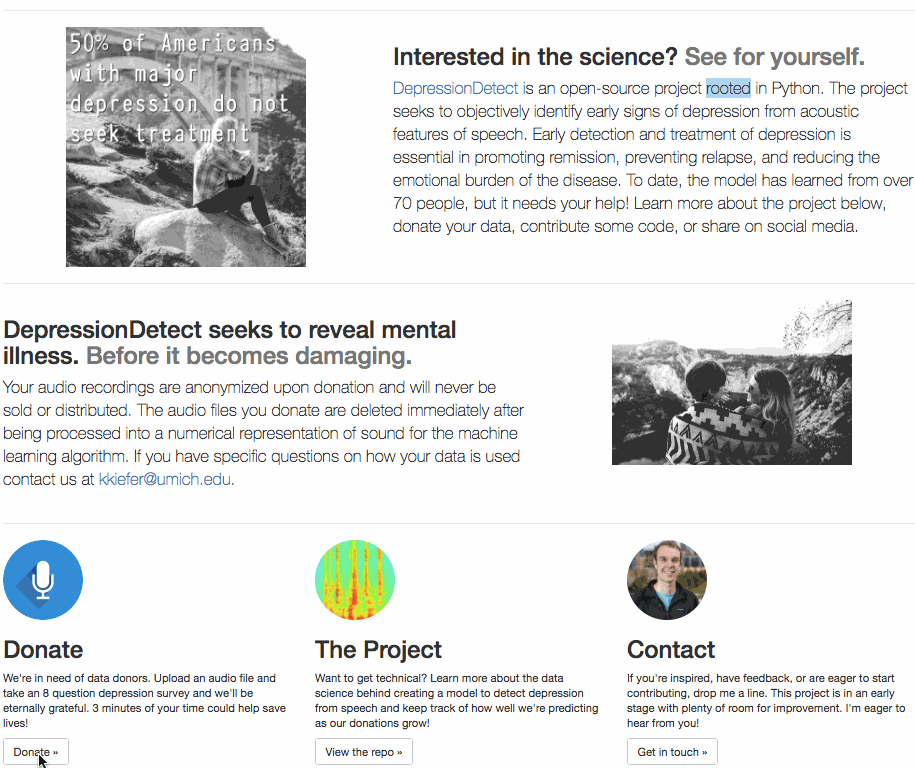 50% of Americans
with major
depression do not
seek treatment
Interested in the science? See for yourself.
DepressionDetect is an open-source project rooted in Python. The project
seeks to objectively identify early signs of depression from acoustic
features of speech. Early detection and treatment of depression is
essential in promoting remission, preventing relapse, and reducing the
emotional burden of the disease. To date, the model has learned from over
70 people, but it needs your help! Learn more about the project below,
donate your data, contribute some code, or share on social media.
DepressionDetect seeks to reveal mental
illness. Before it becomes damaging.
Your audio recordings are anonymized upon donation and will never be
sold or distributed. The audio files you donate are deleted immediately after
being processed into a numerical representation of sound for the machine
learning algorithm. If you have specific questions on how your data is used
contact us at kkiefer@umich.edu.
Donate
We're in need of data donors. Upload an audio file and
take an 8 question depression survey and we'll be
eternally grateful. 3 minutes of your time could help save
lives!
Donate »
The Project
Want to get technical? Learn more about the data
science behind creating a model to detect depression
from speech and keep track of how well we're predicting
as our donations grow!
View the repo »
Contact
If you're inspired, have feedback, or are eager to start
contributing, drop me a line. This project is in an early
stage with plenty of room for improvement. I'm eager to
hear from you!
Get in touch »